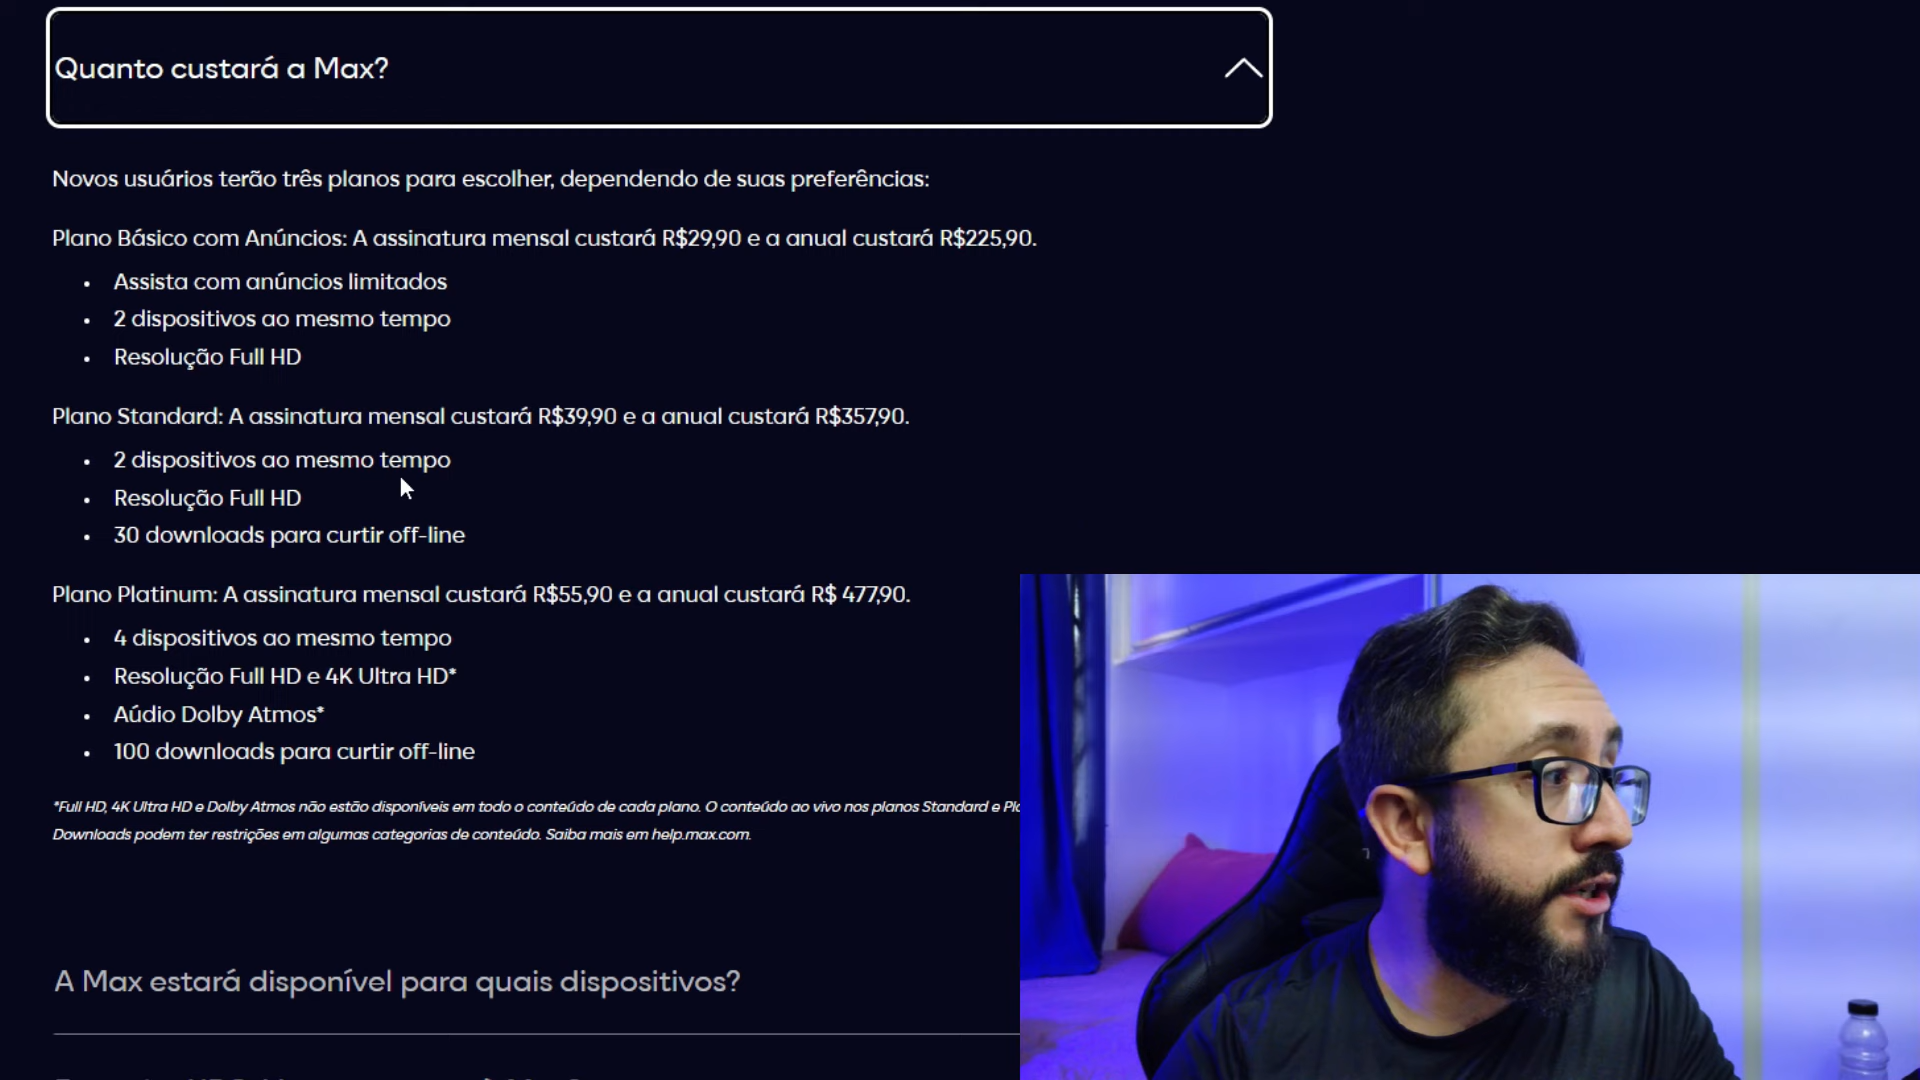 Quanto custará a Max?
Novos usuários terão três planos para escolher, dependendo de suas preferências:
Plano Básico com Anúncios: A assinatura mensal custará R$29,90 e a anual custará R$225,90.
• Assista com anúncios limitados
• 2 dispositivos ao mesmo tempo
• Resolução Full HD
Plano Standard: A assinatura mensal custará R$39,90 e a anual custará R$357,90.
• 2 dispositivos ao mesmo tempo
• Resolução Full HD
• 30 downloads para curtir off-line
Plano Platinum: A assinatura mensal custará R$55,90 e a anual custará R$ 477,90.
• 4 dispositivos ao mesmo tempo
• Resolução Full HD e 4K Ultra HD*
• Aúdio Dolby Atmos*
• 100 downloads para curtir off-line
*Full HD, 4K Ultra HD e Dolby Atmos não estão disponíveis em todo o conteúdo de cada plano. O conteúdo ao vivo nos planos Standard e
Downloads podem ter restrições em algumas categorias de conteúdo. Saiba mais em help.max.com.
A Max estará disponível para quais dispositivos?